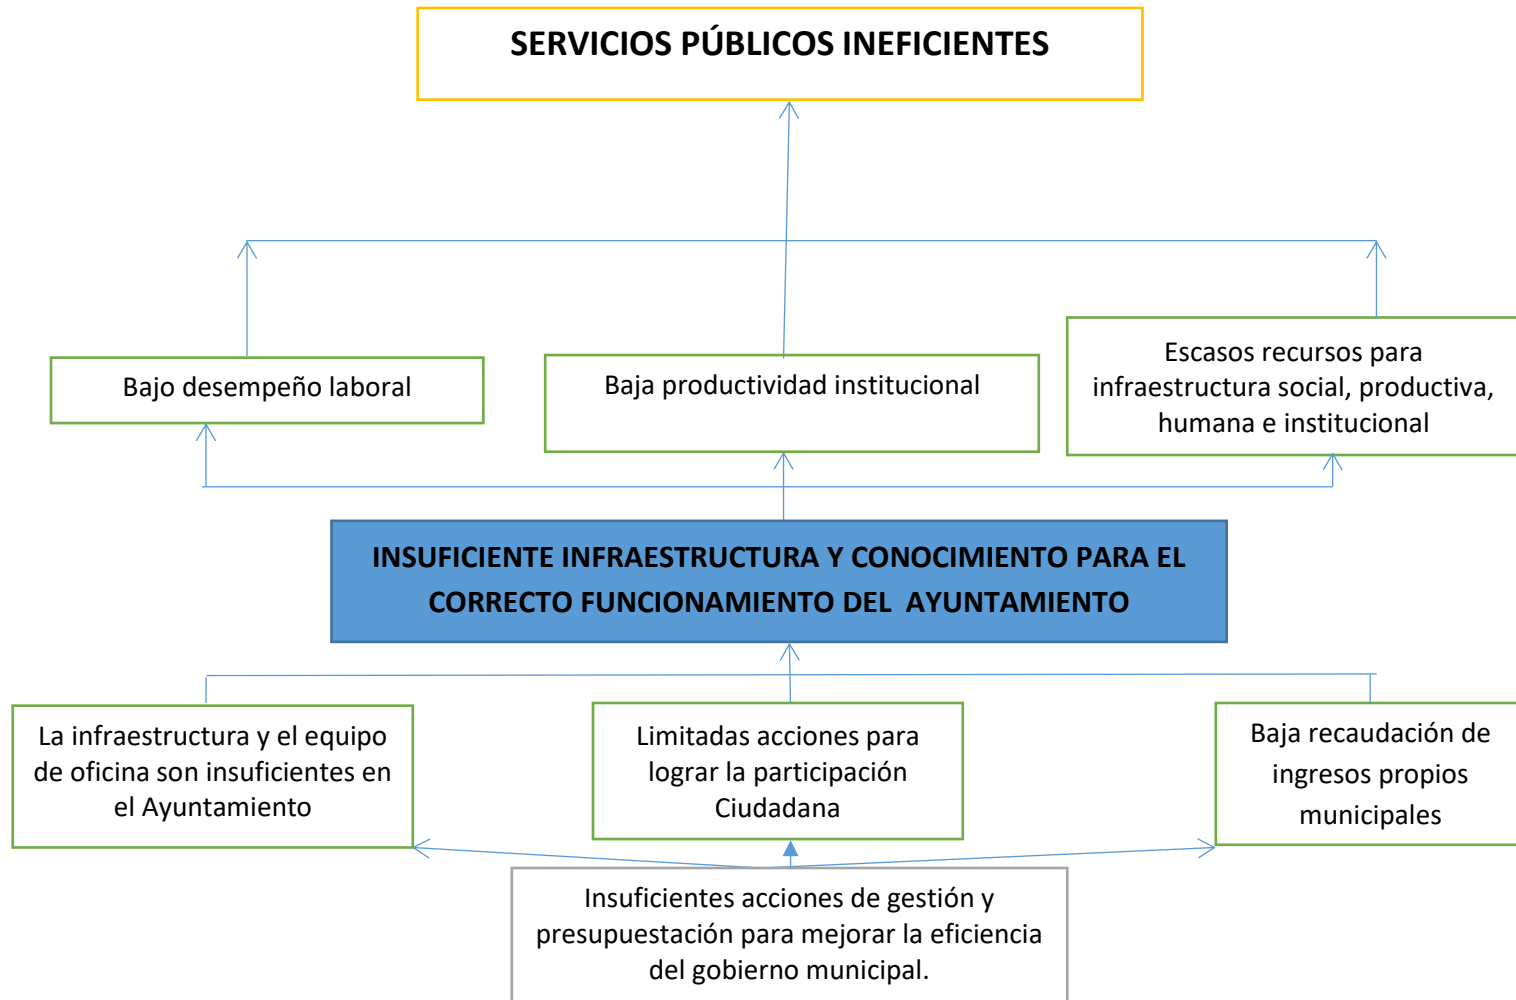 SERVICIOS PÚBLICOS INEFICIENTES
Bajo desempeño laboral
Baja productividad institucional
Escasos recursos para
infraestructura social, productiva,
humana e institucional
INSUFICIENTE INFRAESTRUCTURA Y CONOCIMIENTO PARA EL
CORRECTO FUNCIONAMIENTO DEL AYUNTAMIENTO
La infraestructura y el equipo
de oficina son insuficientes en
el Ayuntamiento
Limitadas acciones para
lograr la participación
Ciudadana
Baja recaudación de
ingresos propios
municipales
Insuficientes acciones de gestión y
presupuestación para mejorar la eficiencia
del gobierno municipal.